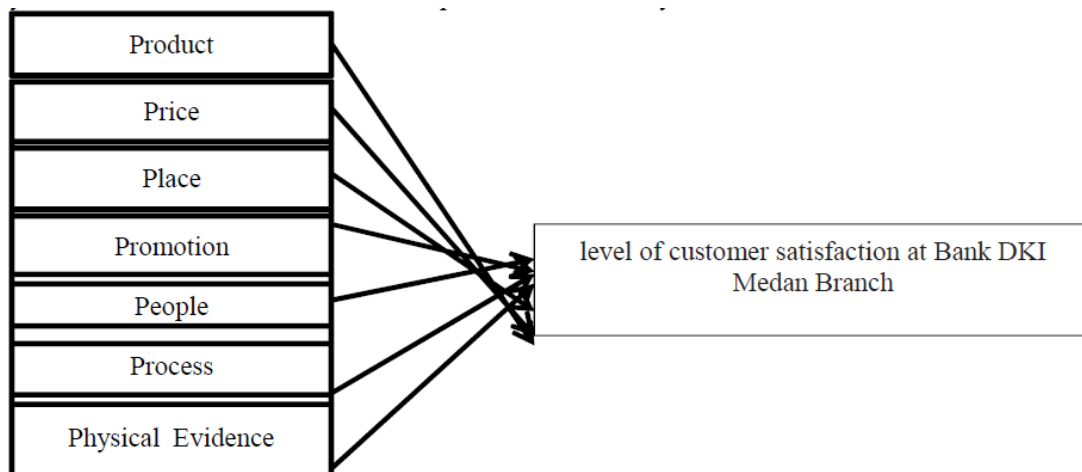 Product
Price
Place
Promotion
People
Process
Physical Evidence
level of customer satisfaction at Bank DKI
Medan Branch